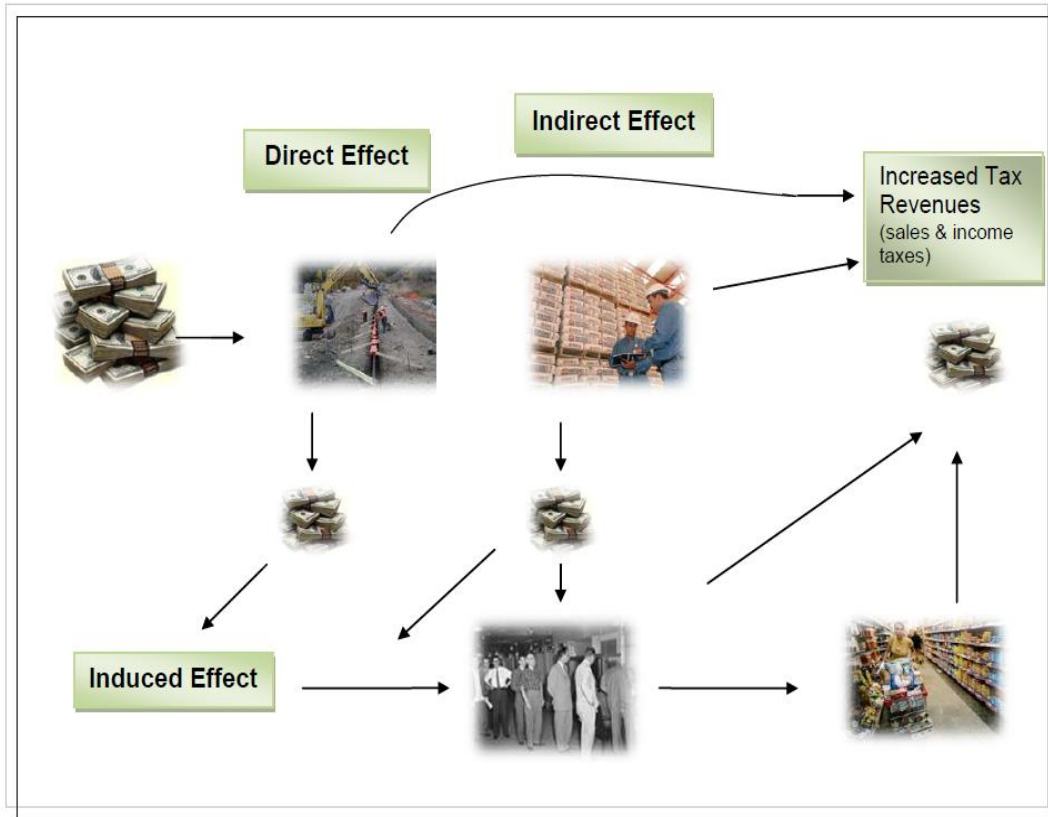 Direct Effect
Indirect Effect
Increased Tax
Revenues
(sales & income
taxes)
Induced Effect